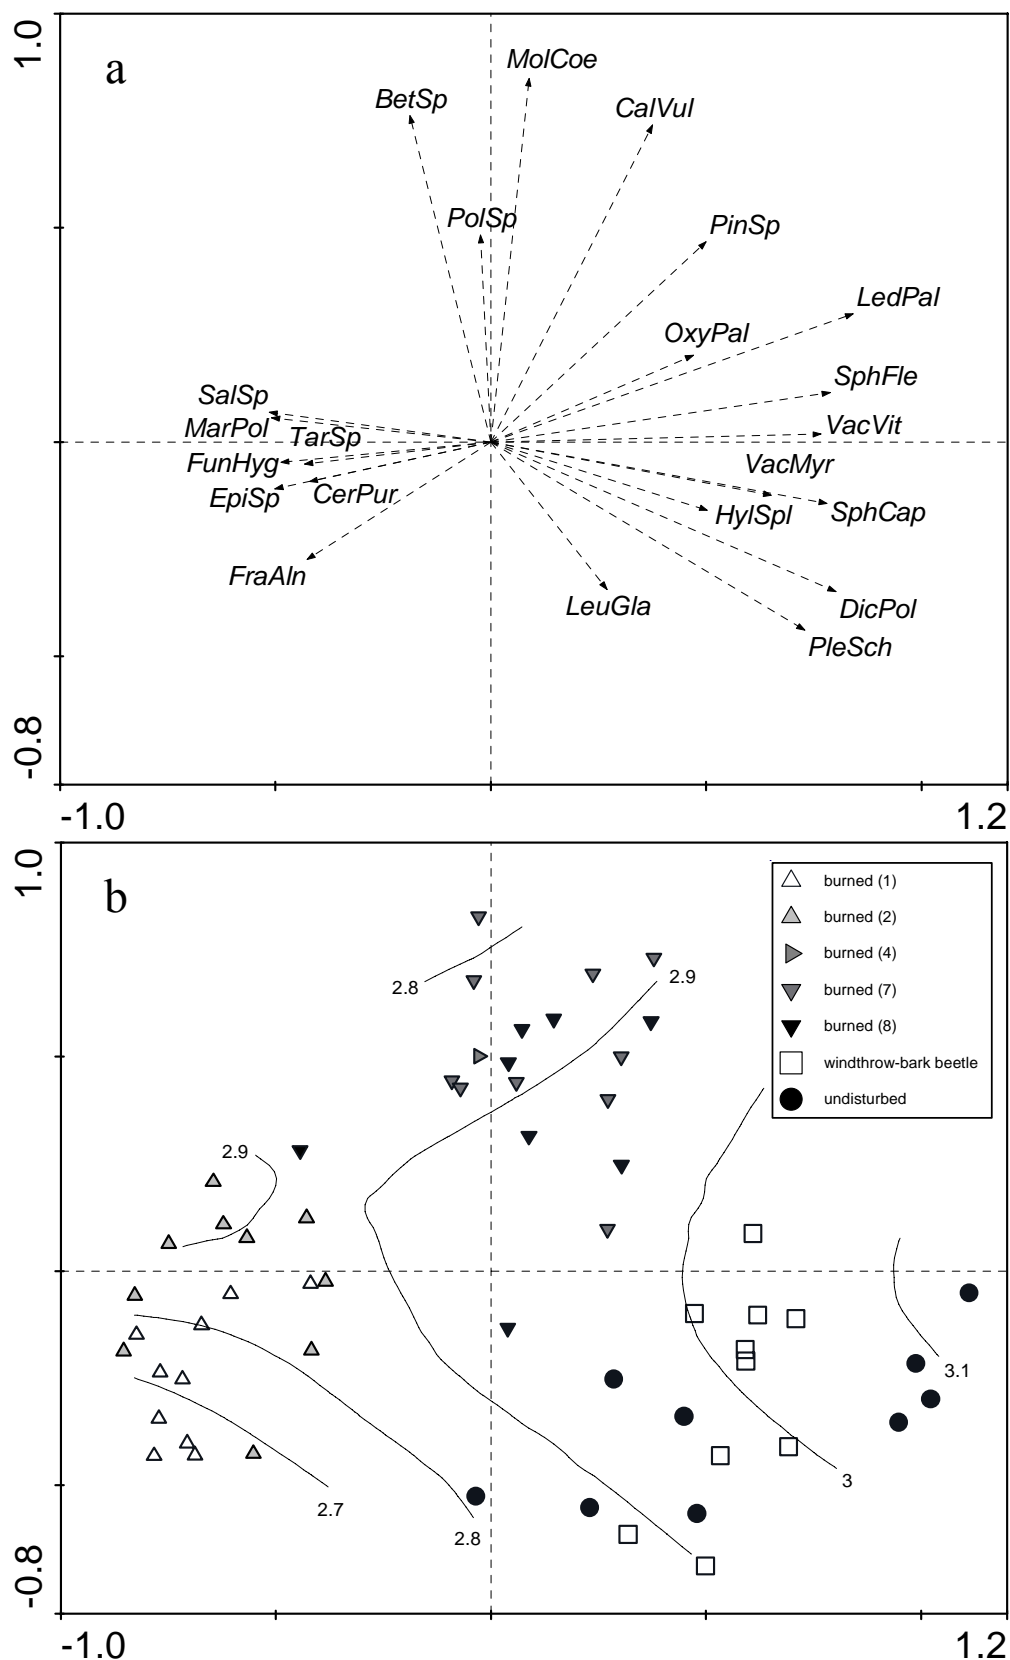 1.0
a
MolCoe
BetSp
CalVul
PolSp
PinSp
LedPal
OxyPal
SphFle
SalSp
MarPol
TarSp
VacVit
FunHyg
VacMyr
EpiSp
CerPur
HylSpl
SphCap
FraAln
LeuGla
DicPol
PleSch
-0.8
-1.0
1.2
1.0
b
burned (1)
burned (2)
burned (4)
burned (7)
burned (8)
windthrow-bark beetle
undisturbed
2.8
2.9
2.9
3.1
3
2.7
2.8
-0.8
-1.0
1.2